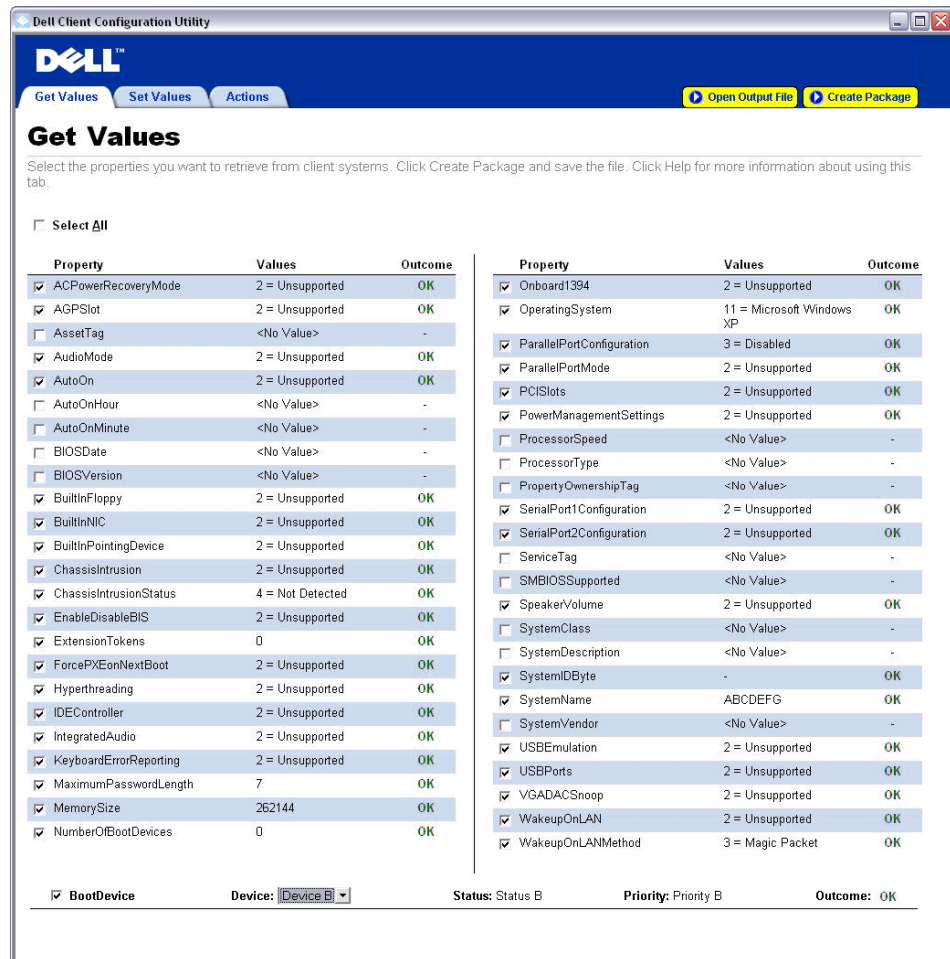 Dell Client Configuration Utility
DELL™
Get Values Set Values Actions Open Output File Create Package
Get Values
Select the properties you want to retrieve from client systems. Click Create Package and save the file. Click Help for more information about using this
tab.
Select All
Property Values Outcome
ACPowerRecoveryMode 2 = Unsupported OK
AGPSlot 2 = Unsupported OK
AssetTag <No Value> -
AudioMode 2 = Unsupported OK
AutoOn 2 = Unsupported OK
AutoOnHour <No Value> -
AutoOnMinute <No Value> -
BIOSDate <No Value> -
BIOSVersion <No Value> -
BuiltInFloppy 2 = Unsupported OK
BuiltInNIC 2 = Unsupported OK
BuiltInPointingDevice 2 = Unsupported OK
ChassisIntrusion 2 = Unsupported OK
ChassisIntrusionStatus 4 = Not Detected OK
EnableDisableBIS 2 = Unsupported OK
ExtensionTokens 0 OK
ForcePXEonNextBoot 2 = Unsupported OK
Hyperthreading 2 = Unsupported OK
IDEController 2 = Unsupported OK
IntegratedAudio 2 = Unsupported OK
KeyboardErrorReporting 2 = Unsupported OK
MaximumPasswordLength 7 OK
MemorySize 262144 OK
NumberOfBootDevices 0 OK
Property Values Outcome
Onboard1394 2 = Unsupported OK
OperatingSystem 11 = Microsoft Windows OK
XP
ParallelPortConfiguration 3 = Disabled OK
ParallelPortMode 2 = Unsupported OK
PCISlots 2 = Unsupported OK
PowerManagementSettings 2 = Unsupported OK
ProcessorSpeed <No Value> -
ProcessorType <No Value> -
PropertyOwnershipTag <No Value> -
SerialPort1Configuration 2 = Unsupported OK
SerialPort2Configuration 2 = Unsupported OK
ServiceTag <No Value> -
SMBIOSSupported <No Value> -
SpeakerVolume 2 = Unsupported OK
SystemClass <No Value> -
SystemDescription <No Value> -
SystemIDByte - OK
SystemName ABCDEFG OK
SystemVendor <No Value> -
USBEmulation 2 = Unsupported OK
USBPorts 2 = Unsupported OK
VGADACSnoop 2 = Unsupported OK
WakeupOnLAN 2 = Unsupported OK
WakeupOnLANMethod 3 = Magic Packet OK
BootDevice Device: Device B Status: Status B Priority: Priority B Outcome: OK